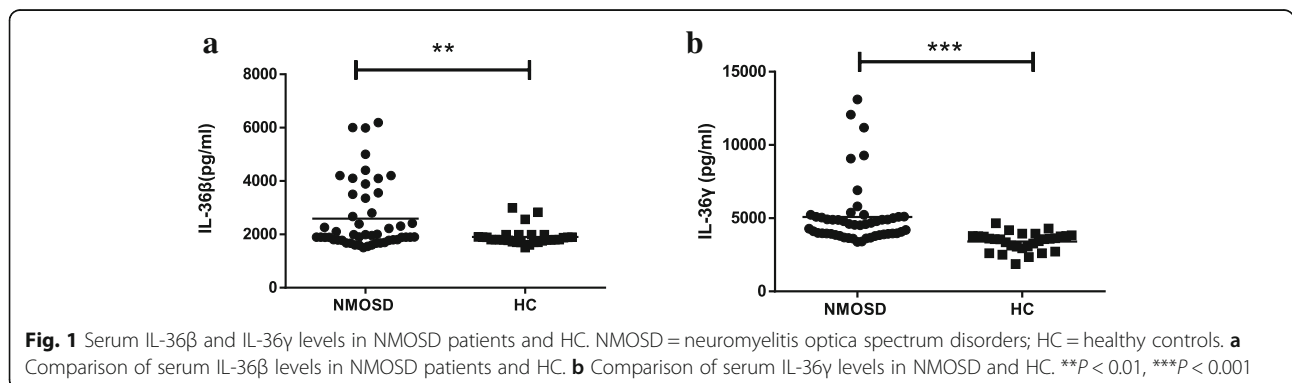 a
**
8000
6000
4000
2000
0
IL-36β(pg/ml)
NMOSD
HC
b
***
15000
10000
5000
0
IL-36γ (pg/ml)
NMOSD
HC
Fig. 1 Serum IL-36β and IL-36γ levels in NMOSD patients and HC. NMOSD = neuromyelitis optica spectrum disorders; HC = healthy controls. a
Comparison of serum IL-36β levels in NMOSD patients and HC. b Comparison of serum IL-36γ levels in NMOSD and HC. **P < 0.01, ***P < 0.001